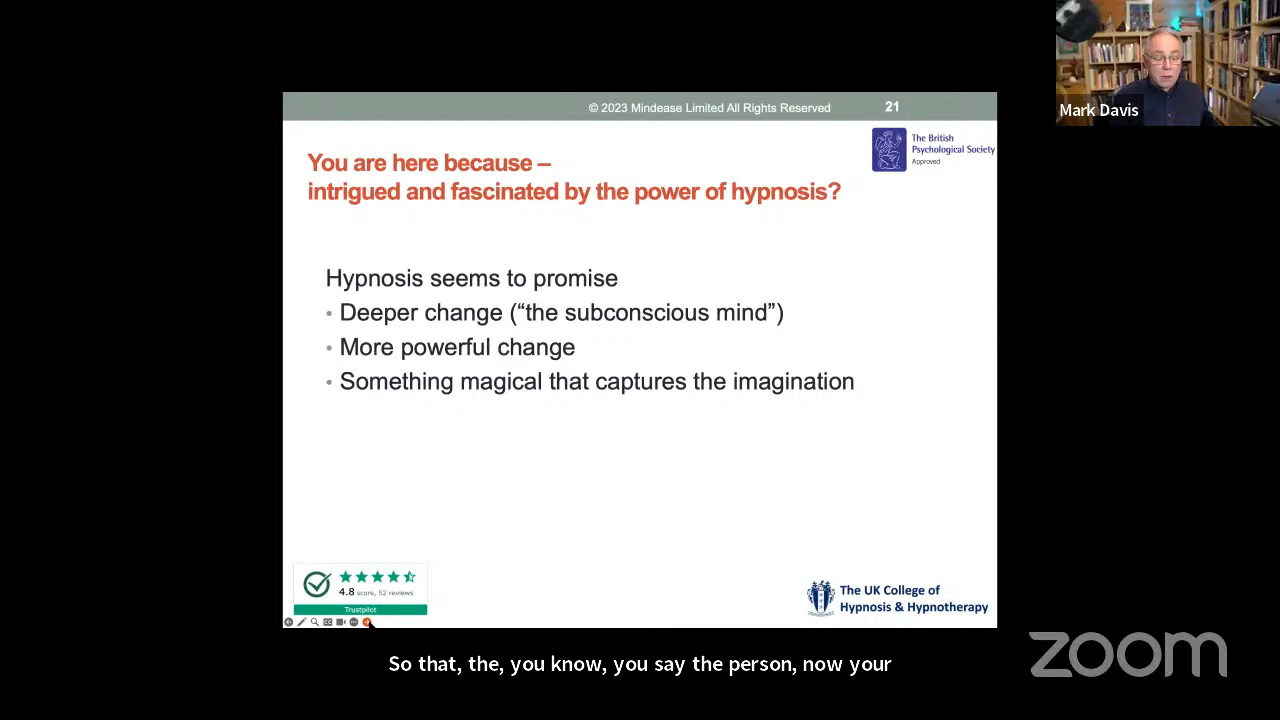 © 2023 Mindease Limited All Rights Reserved
21
Mark Davis
The British
Psychological Society
Approved
You are here because –
intrigued and fascinated by the power of hypnosis?
Hypnosis seems to promise
• Deeper change (“the subconscious mind”)
• More powerful change
• Something magical that captures the imagination
4.8 score, 52 reviews
Trustpilot
The UK College of
Hypnosis & Hypnotherapy
So that, the, you know, you say the person, now your
zoom